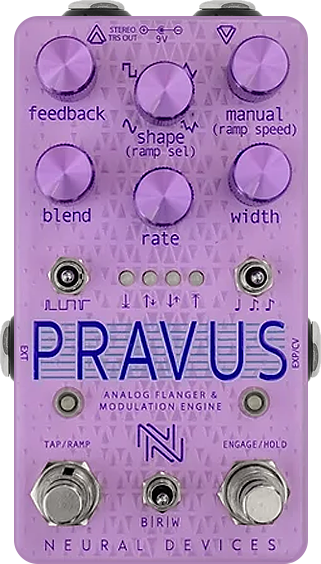 STEREO
TRS OUT
9V
feedback
shape
(ramp sel)
manual
(ramp speed)
blend
rate
width
EXT
PRAVUS
EXP/CV
ANALOG FLANGER &
MODULATION ENGINE
TAP/RAMP
ENGAGE/HOLD
B|R|W
NEURAL DEVICES